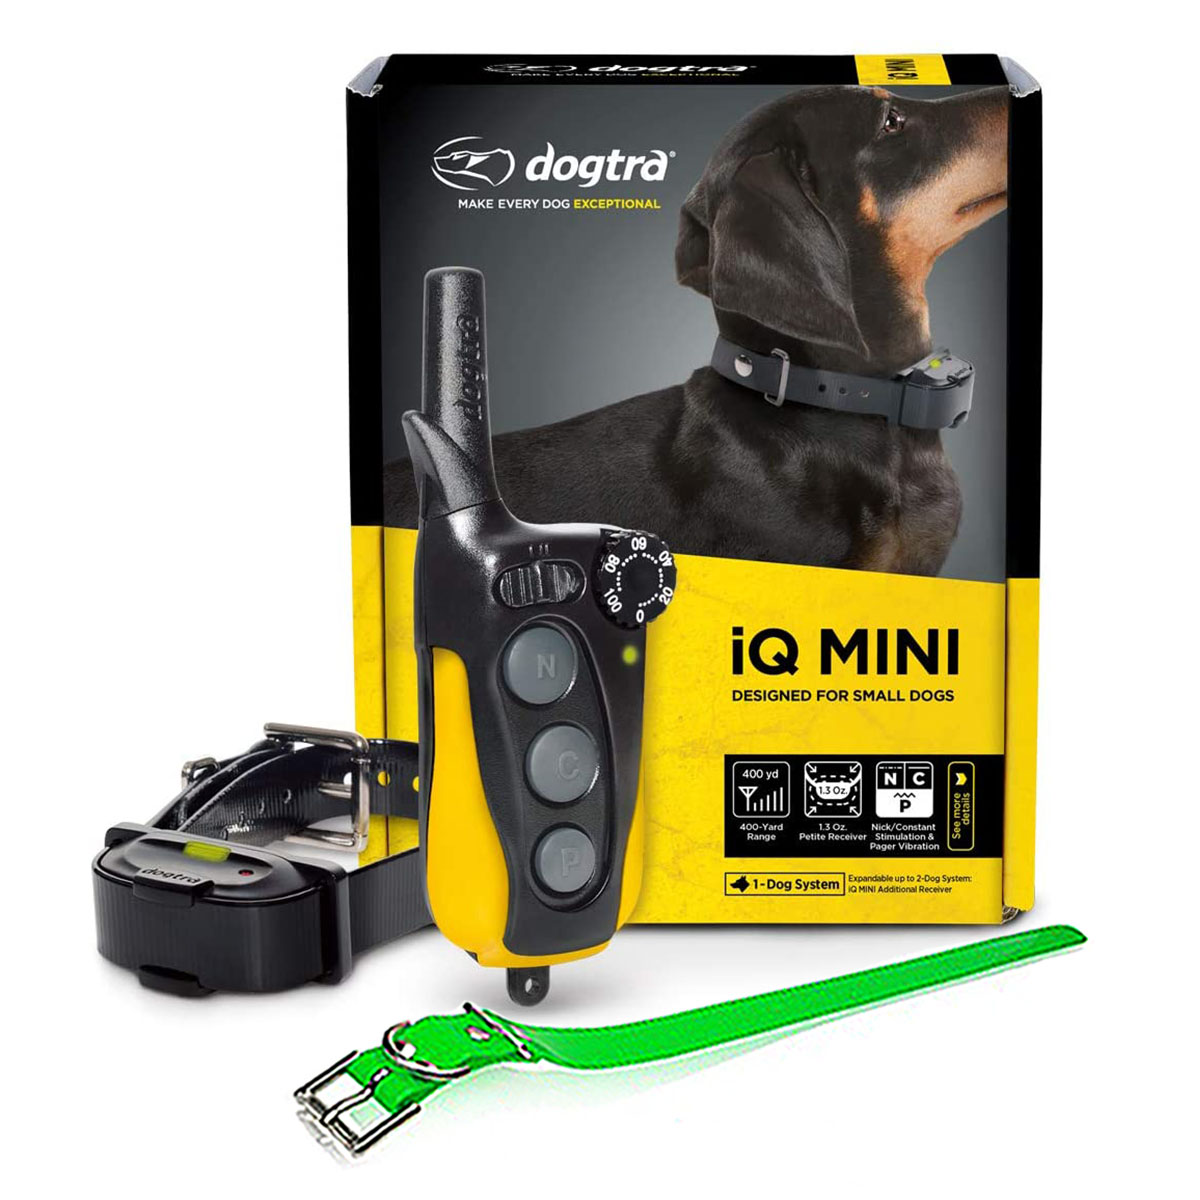 dogtra
MAKE EVERY DOG EXCEPTIONAL
iQ MINI
dogtra®
MAKE EVERY DOG EXCEPTIONAL
dogtra
100 80 60 40 20 0
N
C
P
dogtra
iQ MINI
DESIGNED FOR SMALL DOGS
400 yd
400-Yard
Range
1.3 Oz.
1.3 Oz.
Petite Receiver
N C
P
Nick/Constant
Stimulation &
Pager Vibration
See more
details
1-Dog System
Expandable up to 2-Dog System:
iQ MINI Additional Receiver